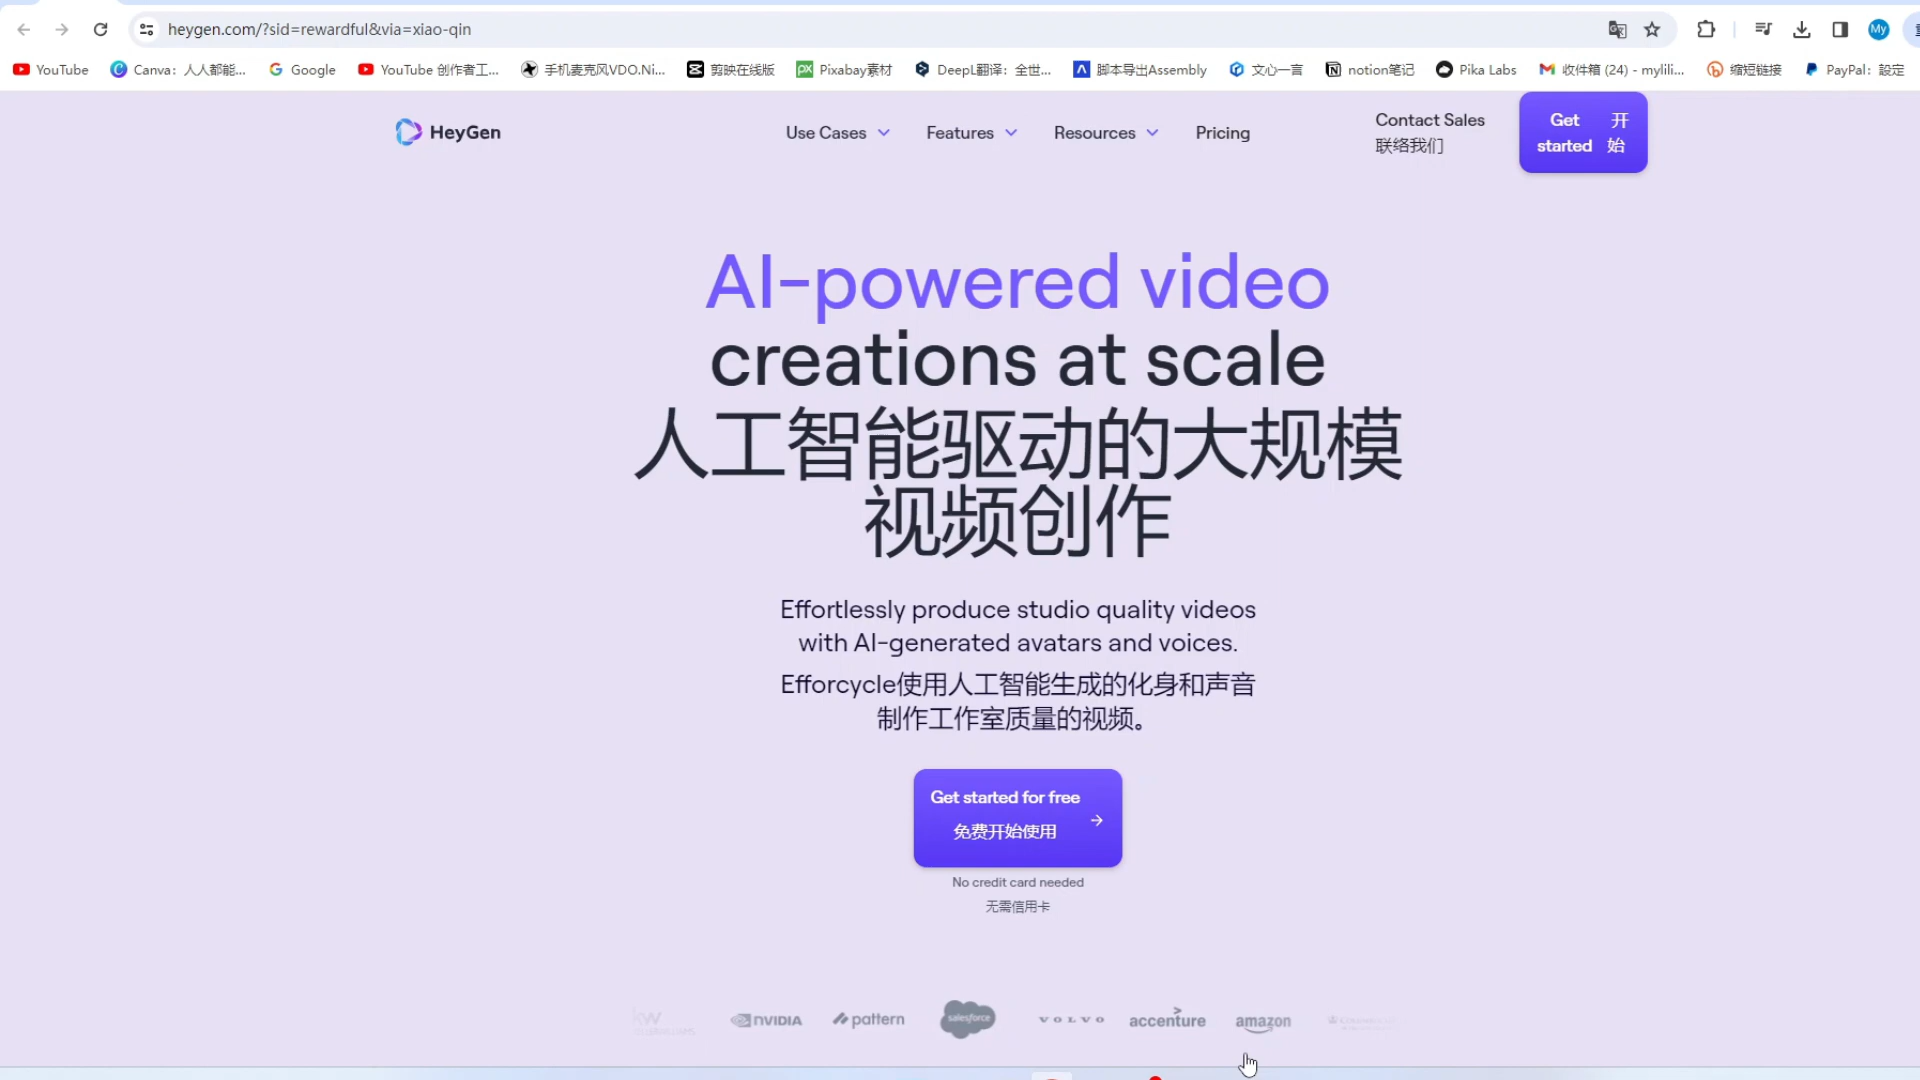 heygen.com/?sid=rewardful&via=xiao-qin
My
YouTube
Canva：人人都能...
Google
YouTube 创作者工...
手机麦克风VDO.Ni...
剪映在线版
Pixabay素材
DeepL翻译：全世...
脚本导出Assembly
文心一言
notion笔记
Pika Labs
收件箱 (24) - mylili...
缩短链接
PayPal：設定
HeyGen
Use Cases
Features
Resources
Pricing
Contact Sales
联络我们
Get started
开始
AI-powered video
creations at scale
人工智能驱动的大规模
视频创作
Effortlessly produce studio quality videos
with AI-generated avatars and voices.
Efforcycle使用人工智能生成的化身和声音
制作工作室质量的视频。
Get started for free
免费开始使用
No credit card needed
无需信用卡
kw
NVIDIA
pattern
salesforce
VOLVO
accenture
amazon